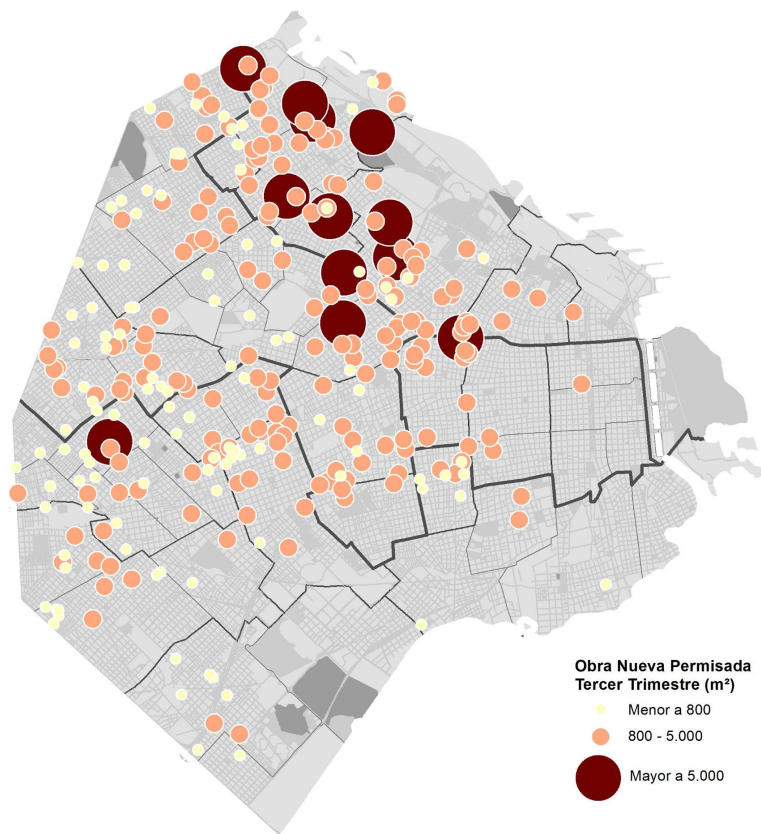 Obra Nueva Permisada
Tercer Trimestre (m²)
Menor a 800
800 - 5.000
Mayor a 5.000